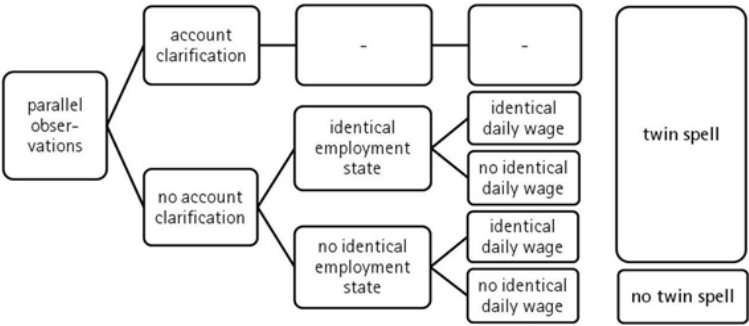 parallel
obser-
vations
account
clarification
-
-
no account
clarification
identical
employment
state
no identical
employment
state
identical
daily wage
no identical
daily wage
identical
daily wage
no identical
daily wage
twin spell
no twin spell